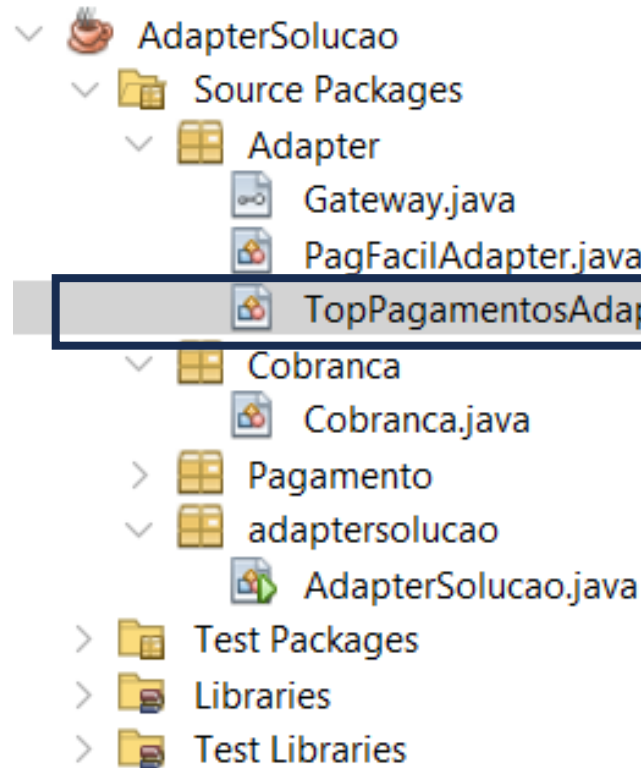 AdapterSolucao
Source Packages
Adapter
Gateway.java
PagFacilAdapter.java
Cobranca
Cobranca.java
Pagamento
adaptersolucao
AdapterSolucao.java
Test Packages
Libraries
Test Libraries